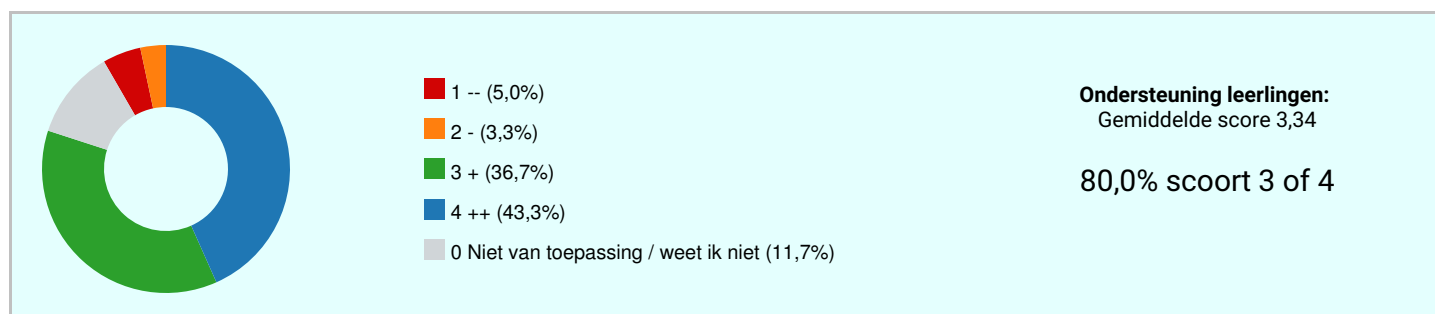 1 -- (5,0%)
2 - (3,3%)
3 + (36,7%)
4 ++ (43,3%)
0 Niet van toepassing / weet ik niet (11,7%)
Ondersteuning leerlingen:
Gemiddelde score 3,34
80,0% scoort 3 of 4